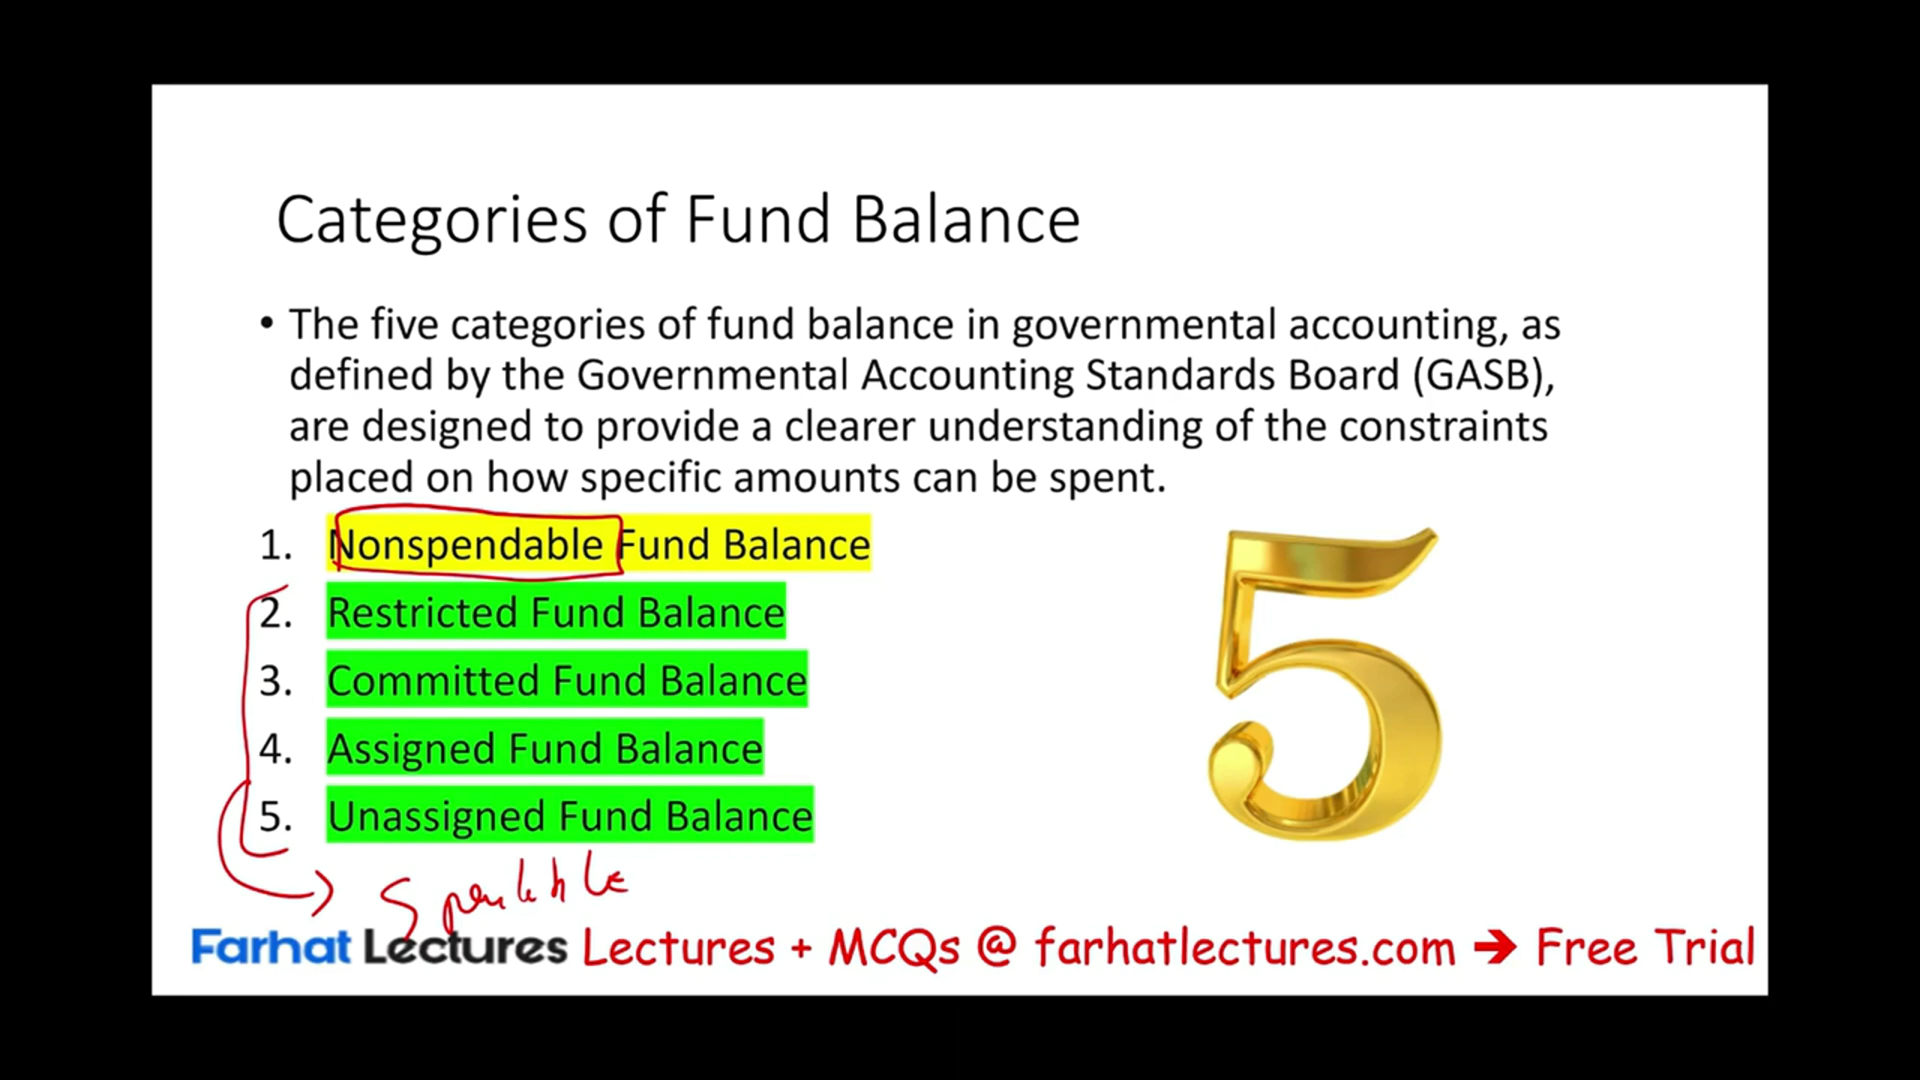 Categories of Fund Balance
• The five categories of fund balance in governmental accounting, as
defined by the Governmental Accounting Standards Board (GASB),
are designed to provide a clearer understanding of the constraints
placed on how specific amounts can be spent.
1. Nonspendable Fund Balance
2. Restricted Fund Balance
3. Committed Fund Balance
4. Assigned Fund Balance
5. Unassigned Fund Balance
Farhat Lectures Lectures + MCQs @ farhatlectures.com ➔ Free Trial